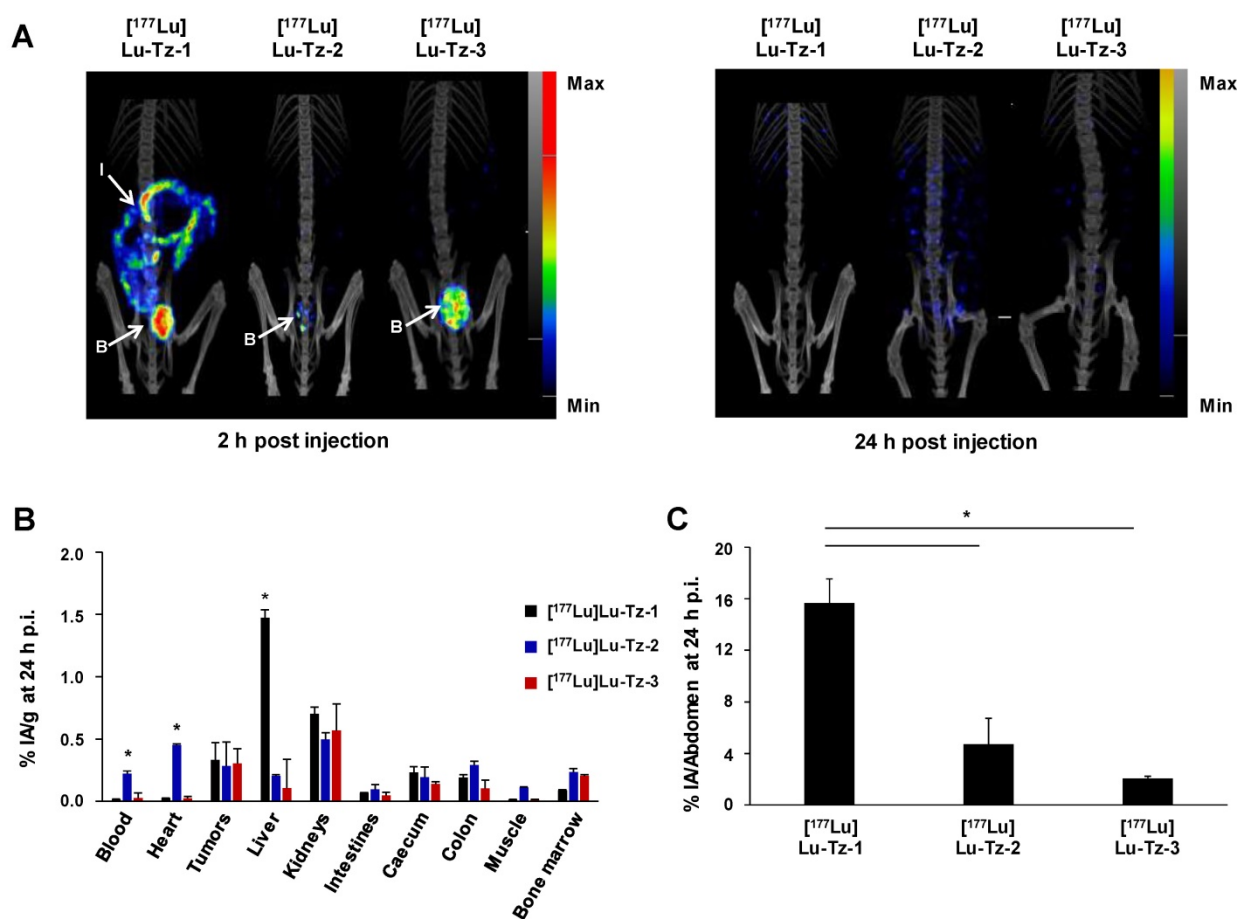 A
[¹⁷⁷Lu] Lu-Tz-1
[¹⁷⁷Lu] Lu-Tz-2
[¹⁷⁷Lu] Lu-Tz-3
[¹⁷⁷Lu] Lu-Tz-1
[¹⁷⁷Lu] Lu-Tz-2
[¹⁷⁷Lu] Lu-Tz-3
I
B
B
B
Max
Min
Max
Min
2 h post injection
24 h post injection
B
% IA/g at 24 h p.i.
2.0
1.5
1.0
0.5
0.0
*
*
*
[¹⁷⁷Lu]Lu-Tz-1
[¹⁷⁷Lu]Lu-Tz-2
[¹⁷⁷Lu]Lu-Tz-3
Blood
Heart
Tumors
Liver
Kidneys
Intestines
Caecum
Colon
Muscle
Bone marrow
C
% IA/Abdomen at 24 h p.i.
20
16
12
8
4
0
*
[¹⁷⁷Lu]
Lu-Tz-1
[¹⁷⁷Lu]
Lu-Tz-2
[¹⁷⁷Lu]
Lu-Tz-3